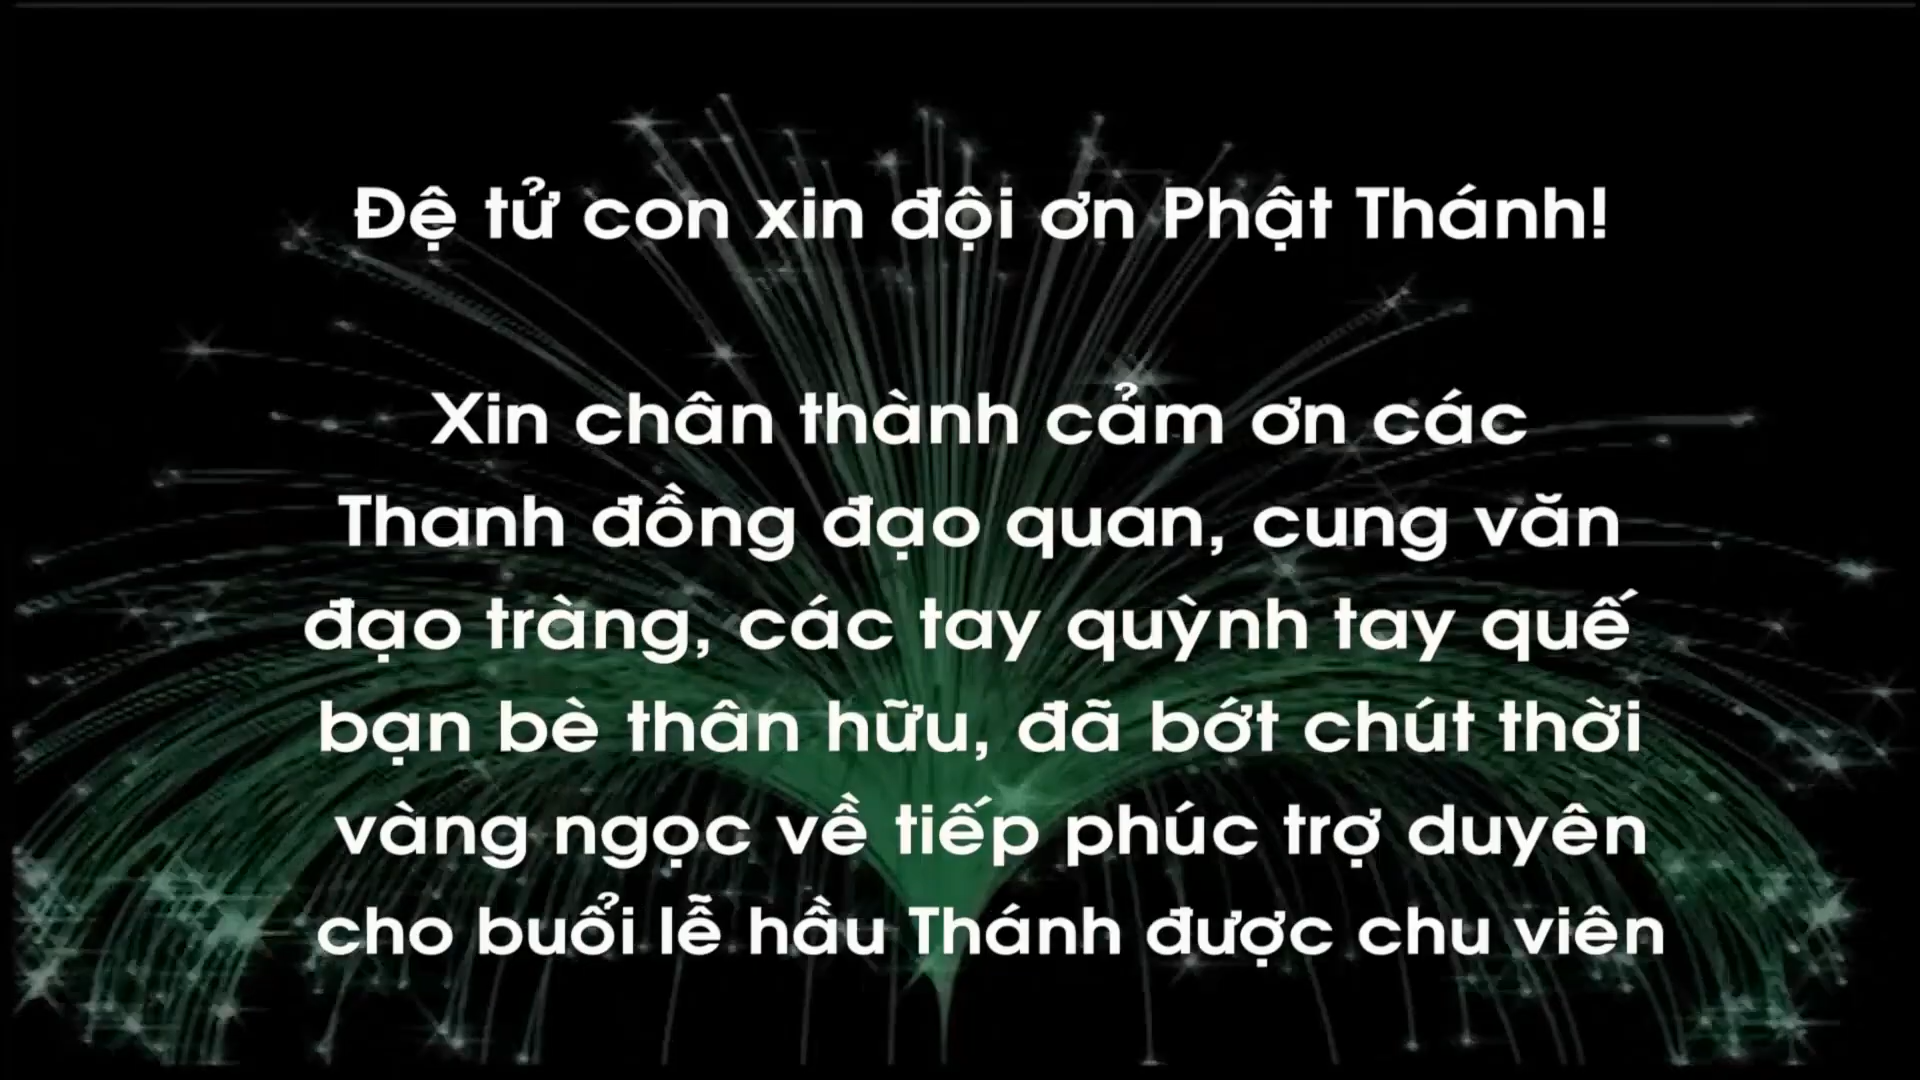 Đệ tử con xin đội ơn Phật Thánh!
Xin chân thành cảm ơn các
Thanh đồng đạo quan, cung văn
đạo tràng, các tay quỳnh tay quế
bạn bè thân hữu, đã bớt chút thời
vàng ngọc về tiếp phúc trợ duyên
cho buổi lễ hầu Thánh được chu viên